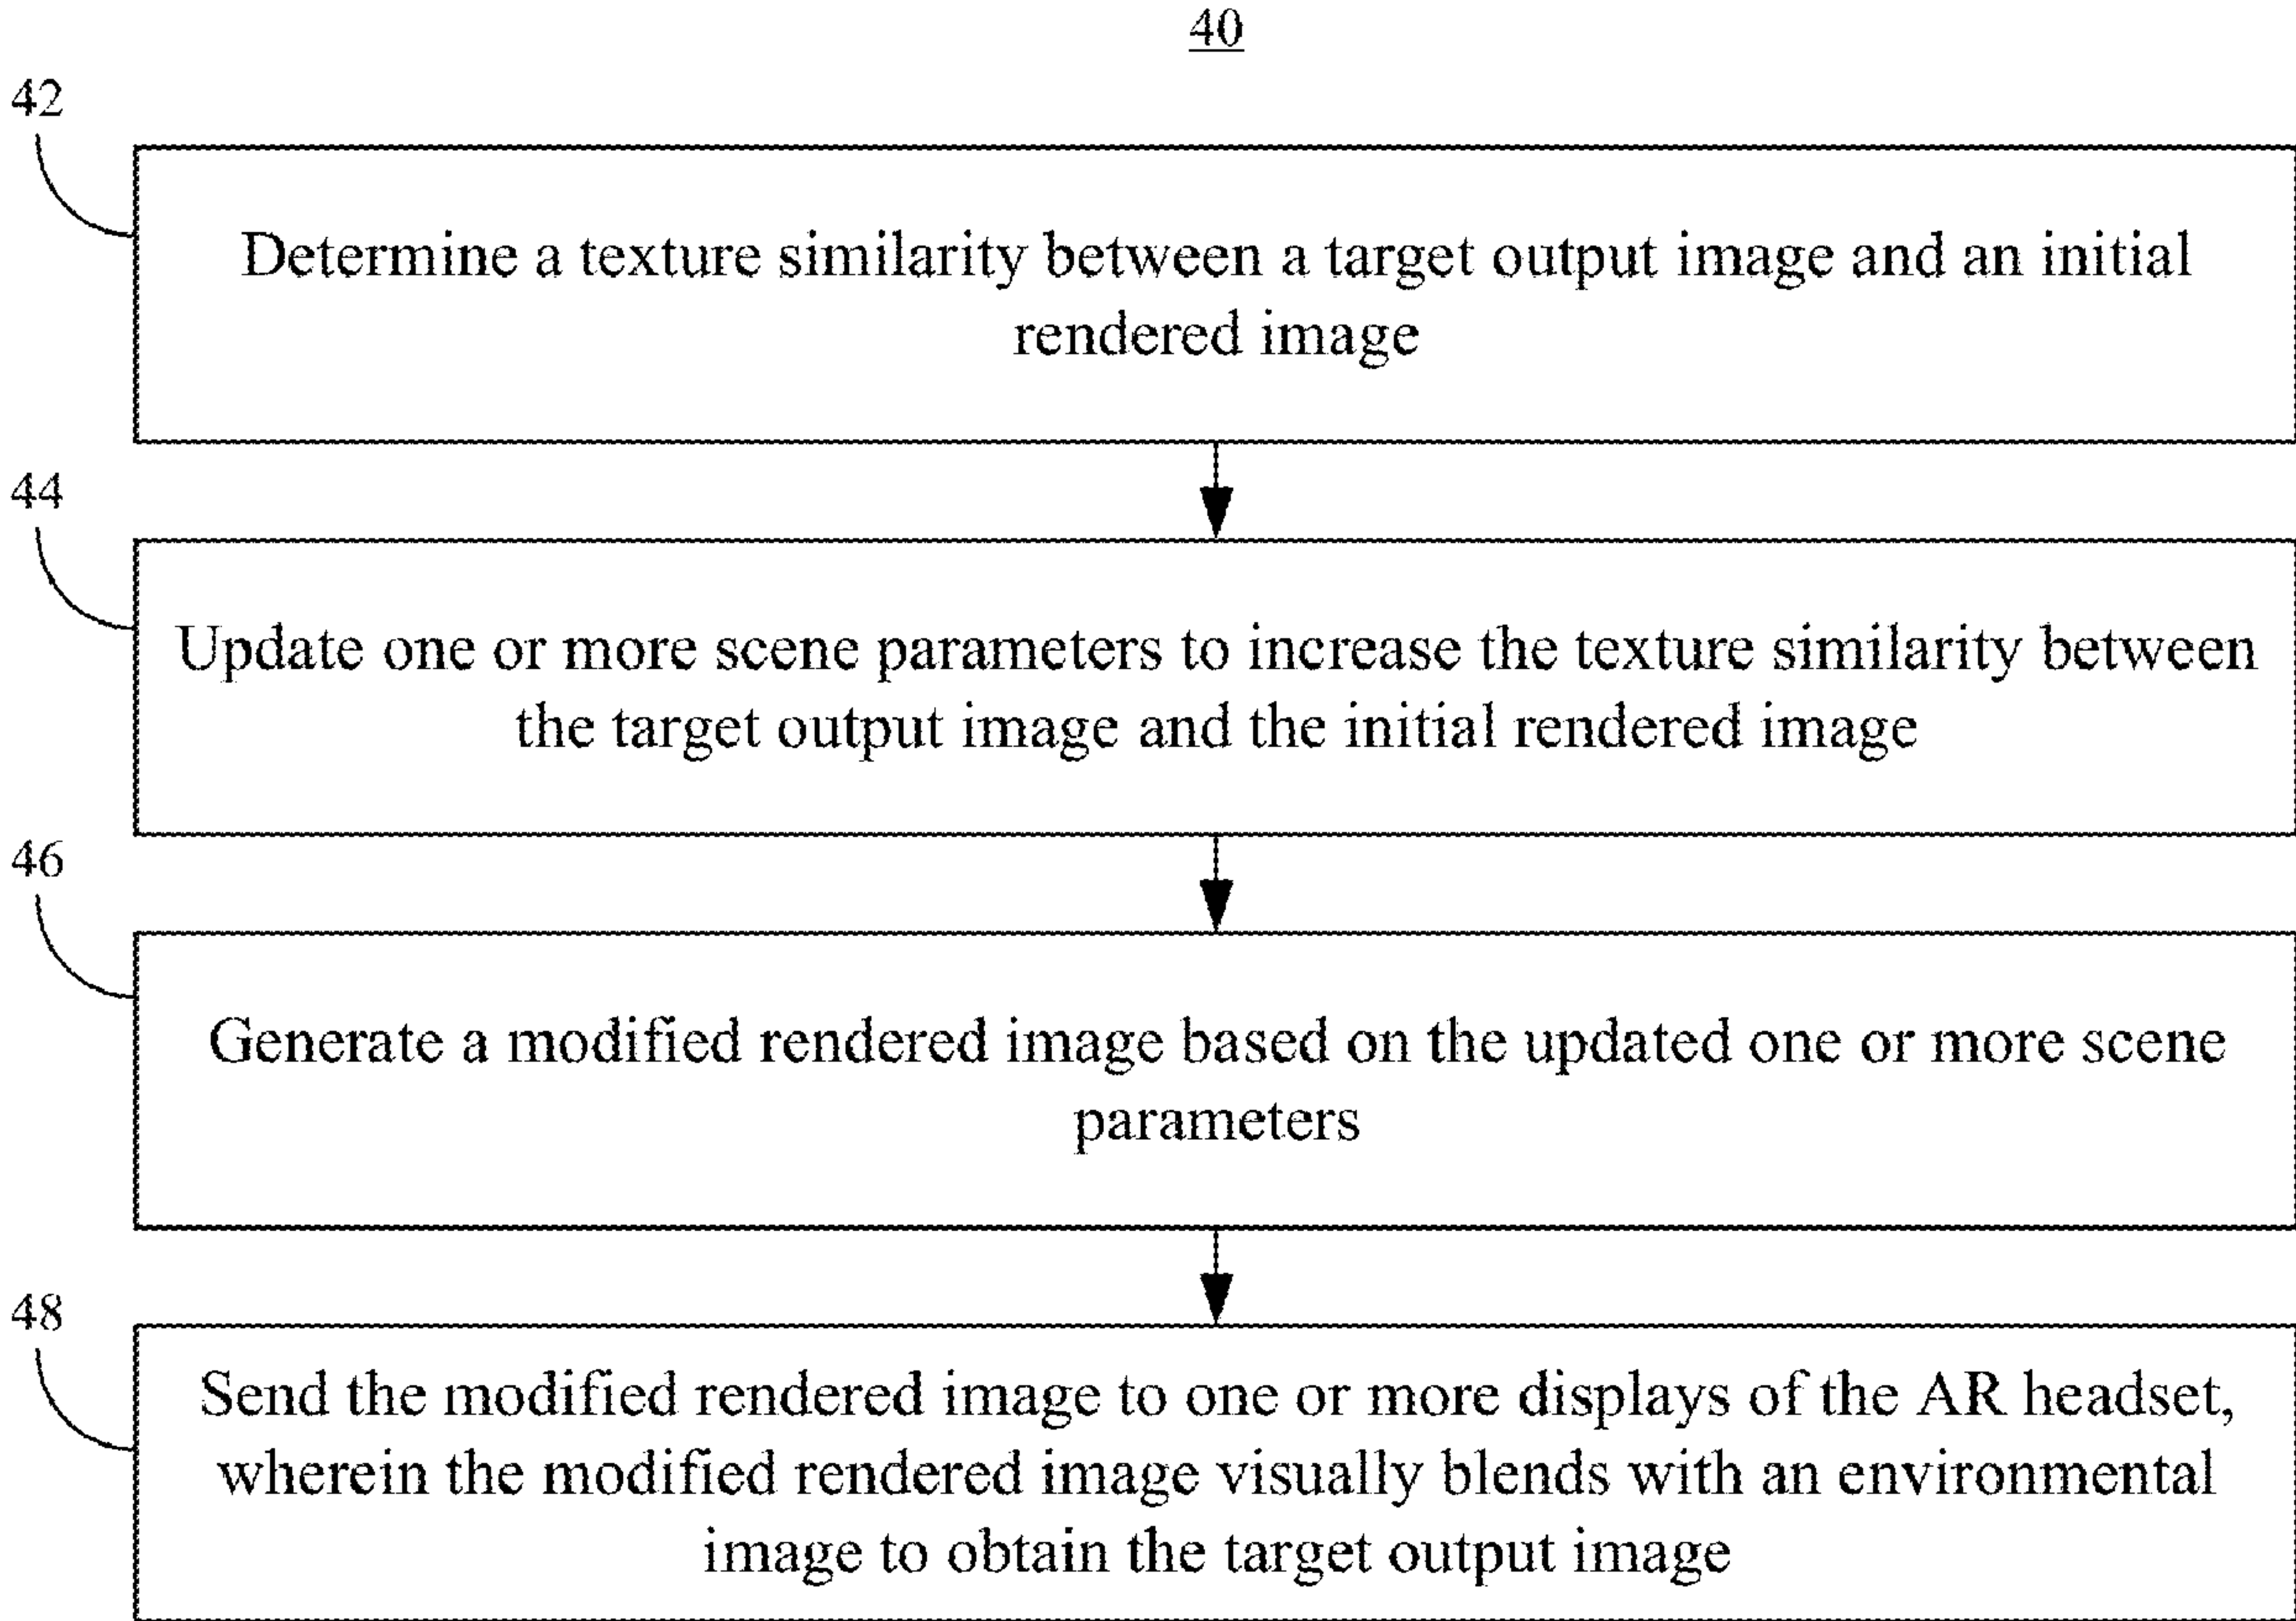 40
42
Determine a texture similarity between a target output image and an initial
rendered image
44
Update one or more scene parameters to increase the texture similarity between
the target output image and the initial rendered image
46
Generate a modified rendered image based on the updated one or more scene
parameters
48
Send the modified rendered image to one or more displays of the AR headset,
wherein the modified rendered image visually blends with an environmental
image to obtain the target output image